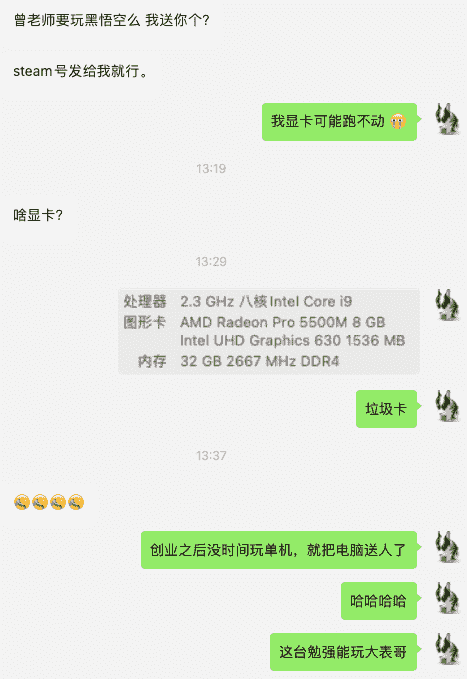 曾老师要玩黑悟空么 我送你个?
steam号发给我就行。
我显卡可能跑不动
13:19
啥显卡?
13:29
处理器 2.3 GHz 八核Intel Core i9
图形卡 AMD Radeon Pro 5500M 8 GB
Intel UHD Graphics 630 1536 MB
内存 32 GB 2667 MHz DDR4
垃圾卡
13:37
创业之后没时间玩单机，就把电脑送人了
哈哈哈哈
这台勉强能玩大表哥